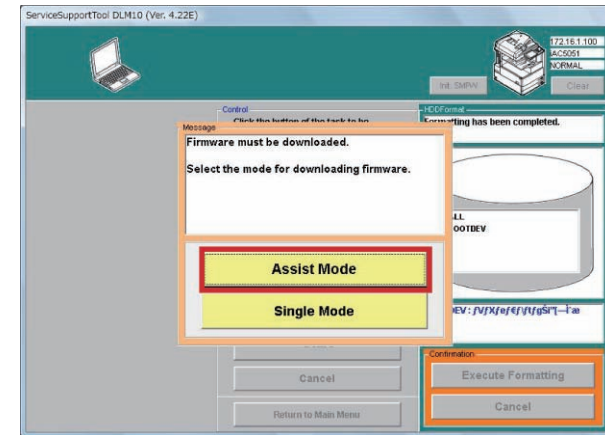 ServiceSupportTool DLM10 (Ver. 4.22E)
172.16.1.100
iAC5051
NORMAL
Init. SMPW
Clear
Control
Click the button of the task to be
HDDFormat
Formatting has been completed.
Message
Firmware must be downloaded.
Select the mode for downloading firmware.
ALL
OOTDEV
Assist Mode
Single Mode
Confirmation
Execute Formatting
Cancel
Cancel
Return to Main Menu